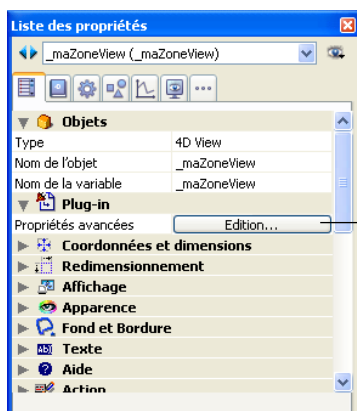 Liste des propriétés
_maZoneView (_maZoneView)
Objets
Type 4D View
Nom de l'objet _maZoneView
Nom de la variable _maZoneView
Plug-in
Propriétés avancées Edition...
Coordonnées et dimensions
Redimensionnement
Affichage
Apparence
Fond et Bordure
Texte
Aide
Action